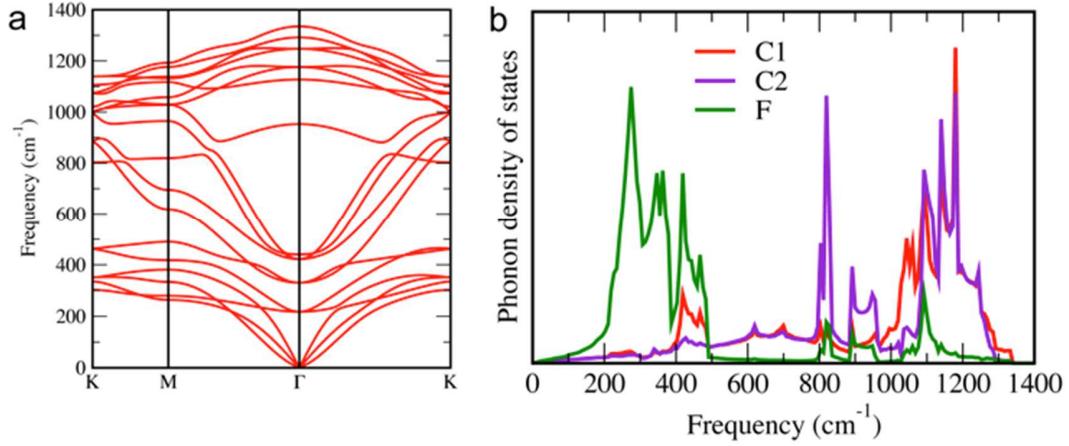 a
1400
1200
1000
800
600
400
200
0
Frequency (cm⁻¹)
K M Γ K
b
C1
C2
F
Phonon density of states
0 200 400 600 800 1000 1200 1400
Frequency (cm⁻¹)